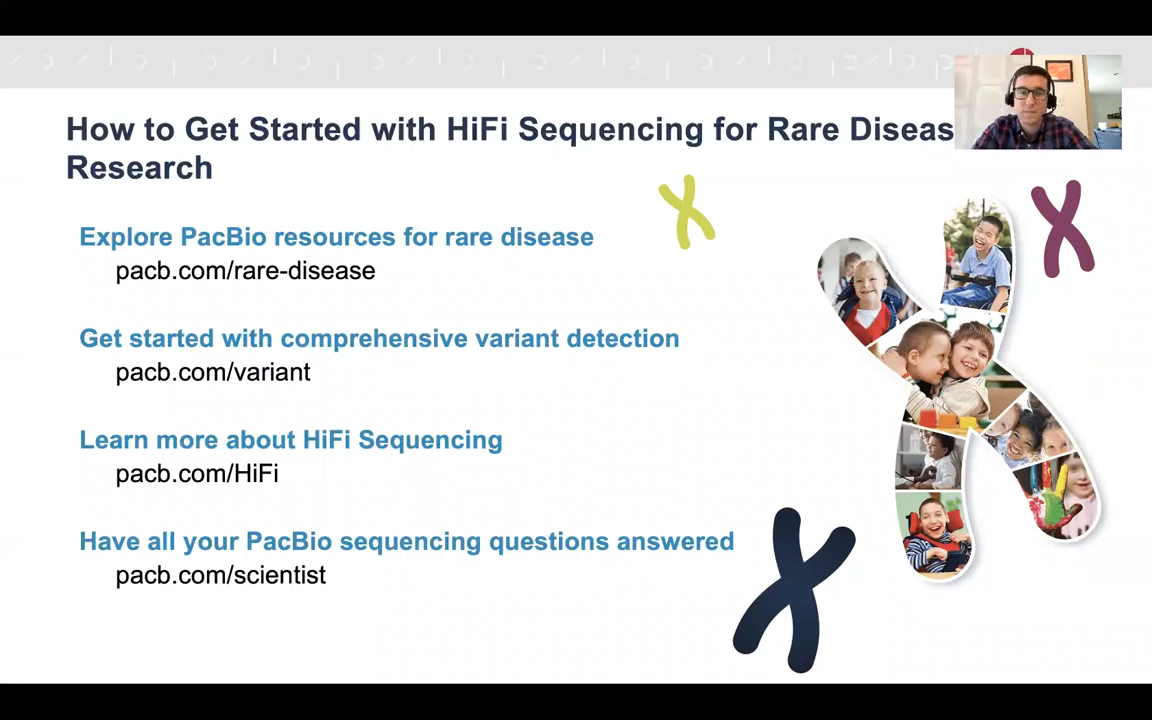 How to Get Started with HiFi Sequencing for Rare Diseas
Research
Explore PacBio resources for rare disease
pacb.com/rare-disease
Get started with comprehensive variant detection
pacb.com/variant
Learn more about HiFi Sequencing
pacb.com/HiFi
Have all your PacBio sequencing questions answered
pacb.com/scientist